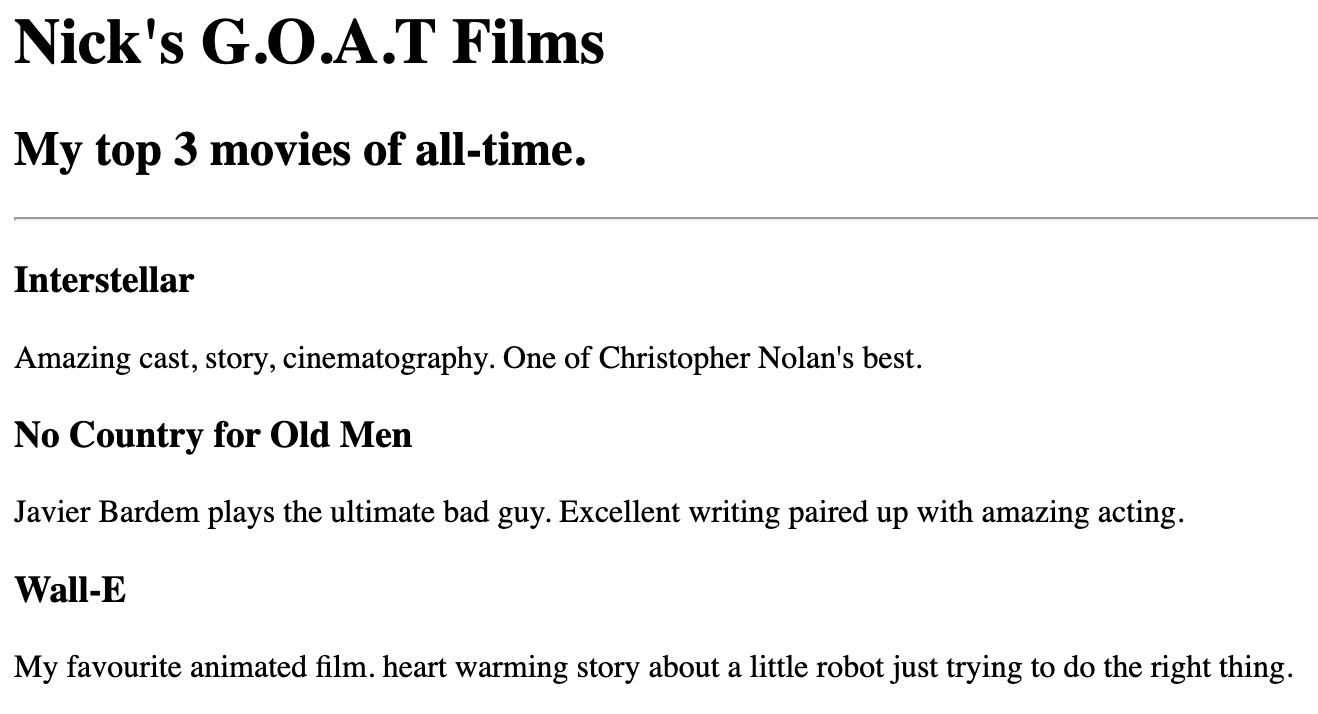 Nick's G.O.A.T Films
My top 3 movies of all-time.
Interstellar
Amazing cast, story, cinematography. One of Christopher Nolan's best.
No Country for Old Men
Javier Bardem plays the ultimate bad guy. Excellent writing paired up with amazing acting.
Wall-E
My favourite animated film. heart warming story about a little robot just trying to do the right thing.